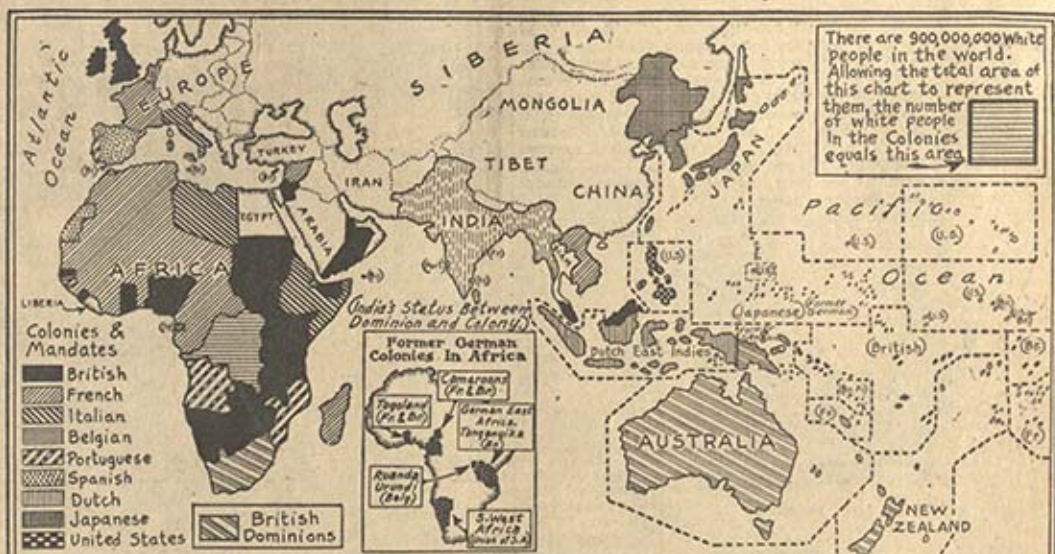 Atlantic
Ocean
EUROPE
SIBERIA
MONGOLIA
TURKEY
TIBET
IRAN
CHINA
JAPAN
EGYPT
ARABIA
INDIA
AFRICA
LIBERIA
There are 900,000,000 White
people in the world.
Allowing the total area of
this chart to represent
them, the number
of white people
in the Colonies
equals this area
Pacific
Ocean
(U.S)
(U.S)
(U.S)
(Japanese)
(British)
(India's Status Between
Dominion and Colony)
Dutch East Indies
AUSTRALIA
NEW
ZEALAND
Colonies &
Mandates
British
French
Italian
Belgian
Portuguese
Spanish
Dutch
Japanese
United States
British
Dominions
Former German
Colonies In Africa
Cameroons
(Fr. & Br.)
Togoland
(Fr. & Br.)
German East
Africa
Tanganyika
(Br.)
Ruanda
Urundi
(Belg)
S. West
Africa
Union of S.A.